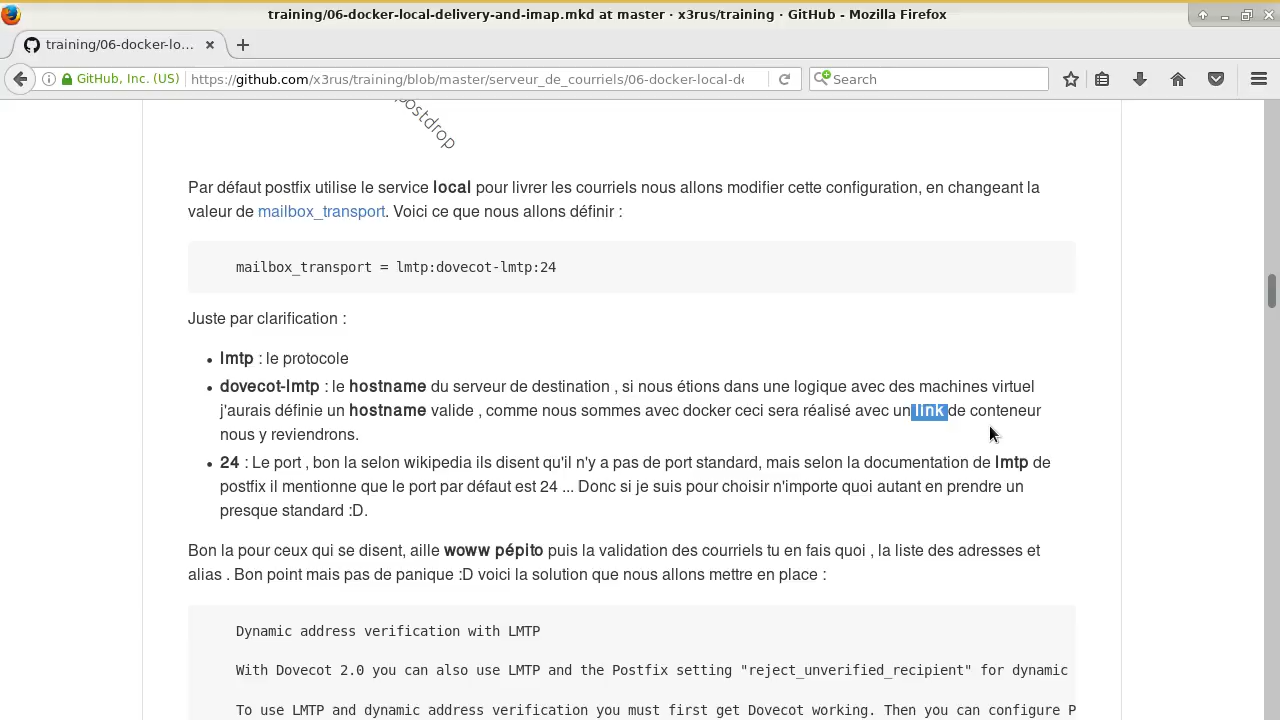 training/06-docker-local-delivery-and-imap.mkd at master · x3rus/training · GitHub - Mozilla Firefox
training/06-docker-lo...
GitHub, Inc. (US)
https://github.com/x3rus/training/blob/master/serveur_de_courriels/06-docker-local-de
Search
postdrop
Par défaut postfix utilise le service local pour livrer les courriels nous allons modifier cette configuration, en changeant la
valeur de mailbox_transport. Voici ce que nous allons définir :
mailbox_transport = lmtp:dovecot-lmtp:24
Juste par clarification :
• lmtp : le protocole
• dovecot-lmtp : le hostname du serveur de destination , si nous étions dans une logique avec des machines virtuel
j'aurais définie un hostname valide , comme nous sommes avec docker ceci sera réalisé avec un link de conteneur
nous y reviendrons.
• 24 : Le port , bon la selon wikipedia ils disent qu'il n'y a pas de port standard, mais selon la documentation de lmtp de
postfix il mentionne que le port par défaut est 24 ... Donc si je suis pour choisir n'importe quoi autant en prendre un
presque standard :D.
Bon la pour ceux qui se disent, aille woww pépito puis la validation des courriels tu en fais quoi , la liste des adresses et
alias . Bon point mais pas de panique :D voici la solution que nous allons mettre en place :
Dynamic address verification with LMTP
With Dovecot 2.0 you can also use LMTP and the Postfix setting "reject_unverified_recipient" for dynamic
To use LMTP and dynamic address verification you must first get Dovecot working. Then you can configure P